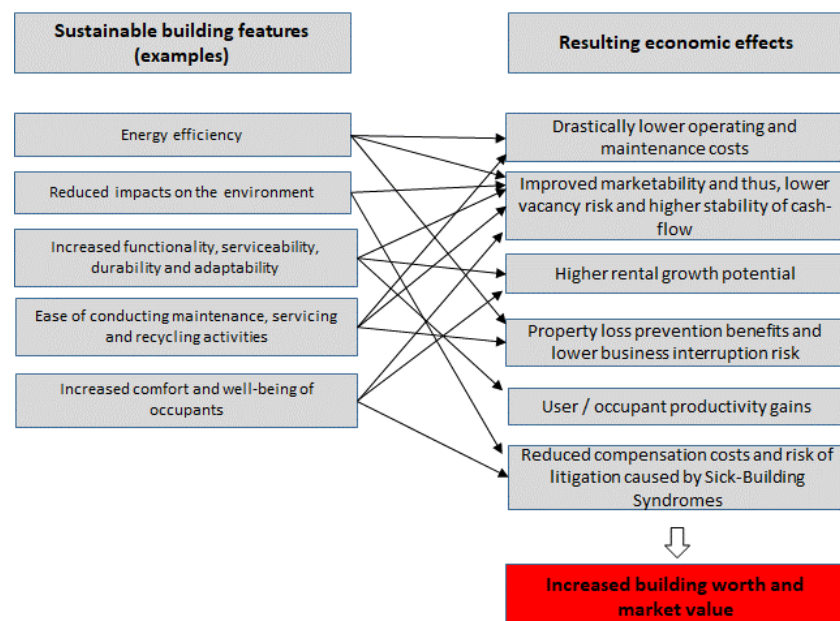 Sustainable building features
(examples)
Resulting economic effects
Energy efficiency
Reduced impacts on the environment
Increased functionality, serviceability,
durability and adaptability
Ease of conducting maintenance, servicing
and recycling activities
Increased comfort and well-being of
occupants
Drastically lower operating and
maintenance costs
Improved marketability and thus, lower
vacancy risk and higher stability of cash-
flow
Higher rental growth potential
Property loss prevention benefits and
lower business interruption risk
User / occupant productivity gains
Reduced compensation costs and risk of
litigation caused by Sick-Building
Syndromes
Increased building worth and
market value